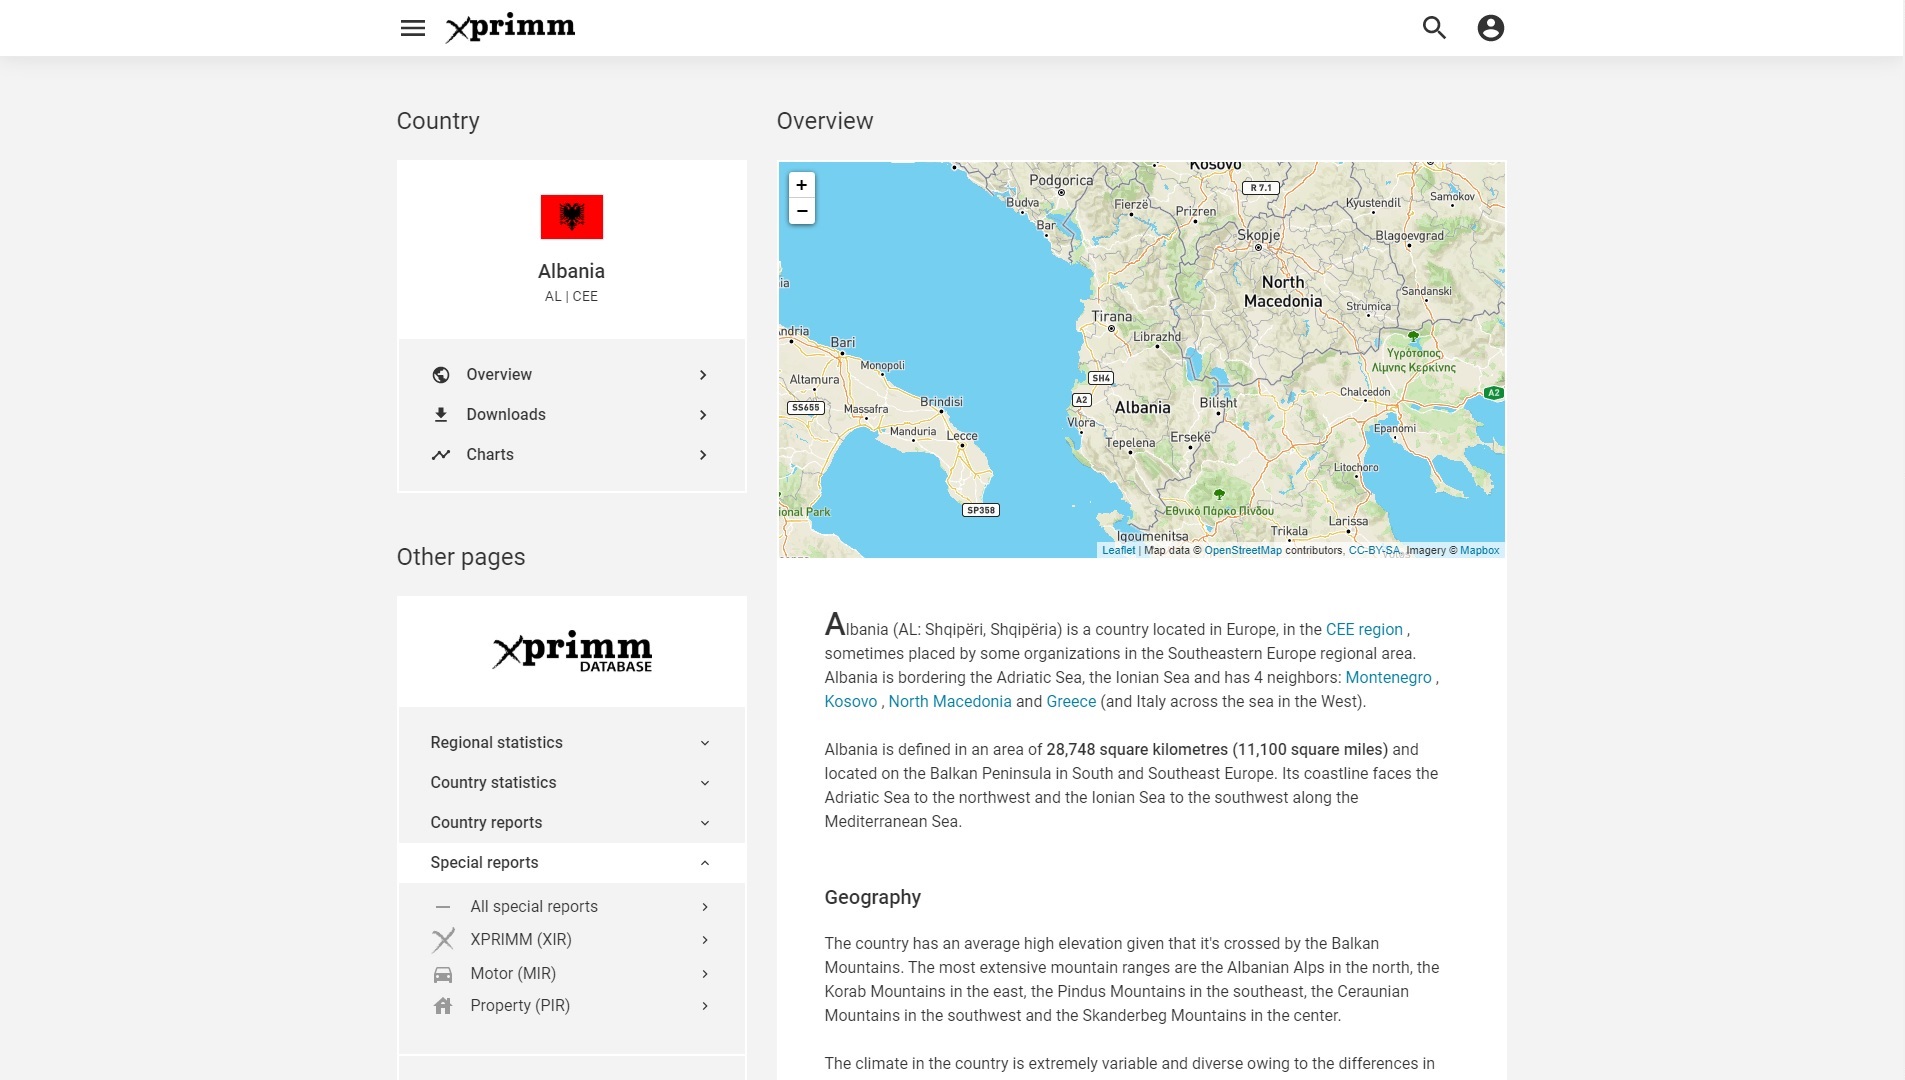 xprimm
Country
Albania
AL | CEE
Overview
Downloads
Charts
Other pages
xprimm
DATABASE
Regional statistics
Country statistics
Country reports
Special reports
All special reports
XPRIMM (XIR)
Motor (MIR)
Property (PIR)
Overview
+
−
Kosovo
Podgorica
R 7.1
Budva
Fierzë
Prizren
Kyustendil
Samokov
Bar
Skopje
Blagoevgrad
ia
North
Macedonia
Sandanski
Strumica
Tirana
Andria
Librazhd
Bari
Υγρότοπος
Λίμνης Κερκίνης
Monopoli
Altamura
SH4
Chalcedon
A2
SS655
Massafra
Brindisi
A2
Albania
Bilisht
Vlora
Manduria
Lecce
Tepelena
Ersekë
Epanomi
Litochoro
ional Park
SP358
Εθνικό Πάρκο Πίνδου
Larissa
Igoumenitsa
Trikala
Leaflet | Map data © OpenStreetMap contributors, CC-BY-SA, Imagery © Mapbox
Albania (AL: Shqipëri, Shqipëria) is a country located in Europe, in the CEE region ,
sometimes placed by some organizations in the Southeastern Europe regional area.
Albania is bordering the Adriatic Sea, the Ionian Sea and has 4 neighbors: Montenegro ,
Kosovo , North Macedonia and Greece (and Italy across the sea in the West).
Albania is defined in an area of 28,748 square kilometres (11,100 square miles) and
located on the Balkan Peninsula in South and Southeast Europe. Its coastline faces the
Adriatic Sea to the northwest and the Ionian Sea to the southwest along the
Mediterranean Sea.
Geography
The country has an average high elevation given that it's crossed by the Balkan
Mountains. The most extensive mountain ranges are the Albanian Alps in the north, the
Korab Mountains in the east, the Pindus Mountains in the southeast, the Ceraunian
Mountains in the southwest and the Skanderbeg Mountains in the center.
The climate in the country is extremely variable and diverse owing to the differences in